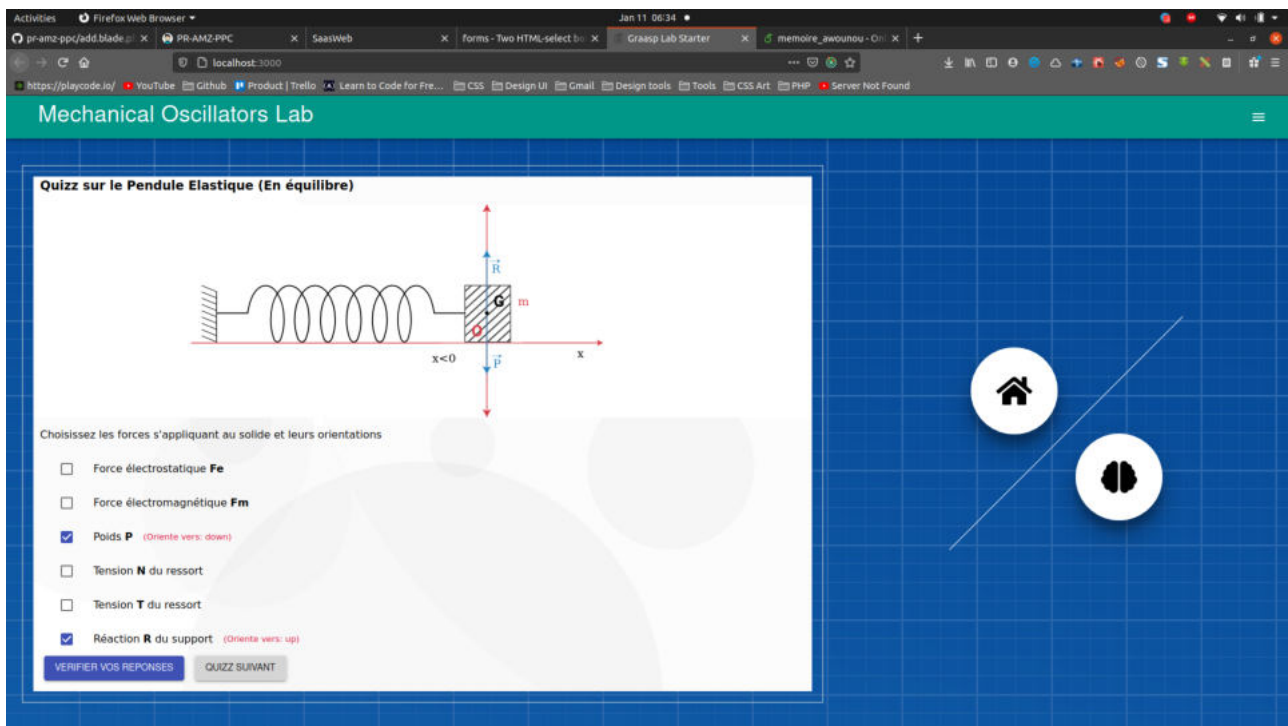 Activities Firefox Web Browser Jan 11 06:34
pr-amz-ppc/add.blade.p PR-AMZ-PPC SaasWeb forms - Two HTML-select bo Graasp Lab Starter memoire_awounou - Onl
localhost:3000
https://playcode.io/ YouTube Github Product | Trello Learn to Code for Fre... CSS Design UI Gmail Design tools Tools CSS Art PHP Server Not Found
Mechanical Oscillators Lab
Quizz sur le Pendule Elastique (En équilibre)
R
G m
O
x<0 P x
Choisissez les forces s'appliquant au solide et leurs orientations
Force électrostatique Fe
Force électromagnétique Fm
Poids P (Oriente vers: down)
Tension N du ressort
Tension T du ressort
Réaction R du support (Oriente vers: up)
VERIFIER VOS REPONSES QUIZZ SUIVANT